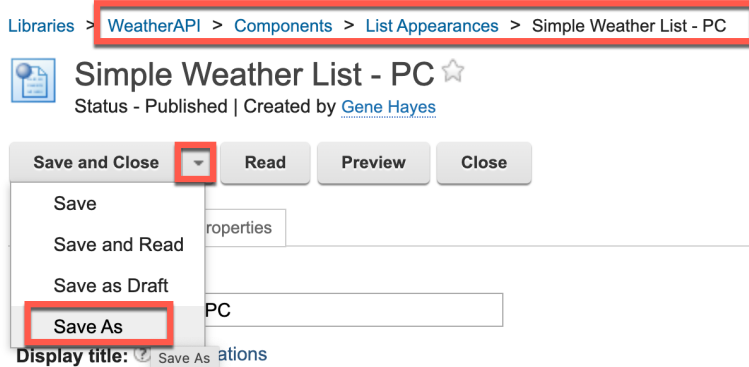 Libraries > WeatherAPI > Components > List Appearances > Simple Weather List - PC
Simple Weather List - PC
Status - Published | Created by Gene Hayes
Save and Close Read Preview Close
Save
roperties
Save and Read
Save as Draft
PC
Save As
Display title: ? Save As ations